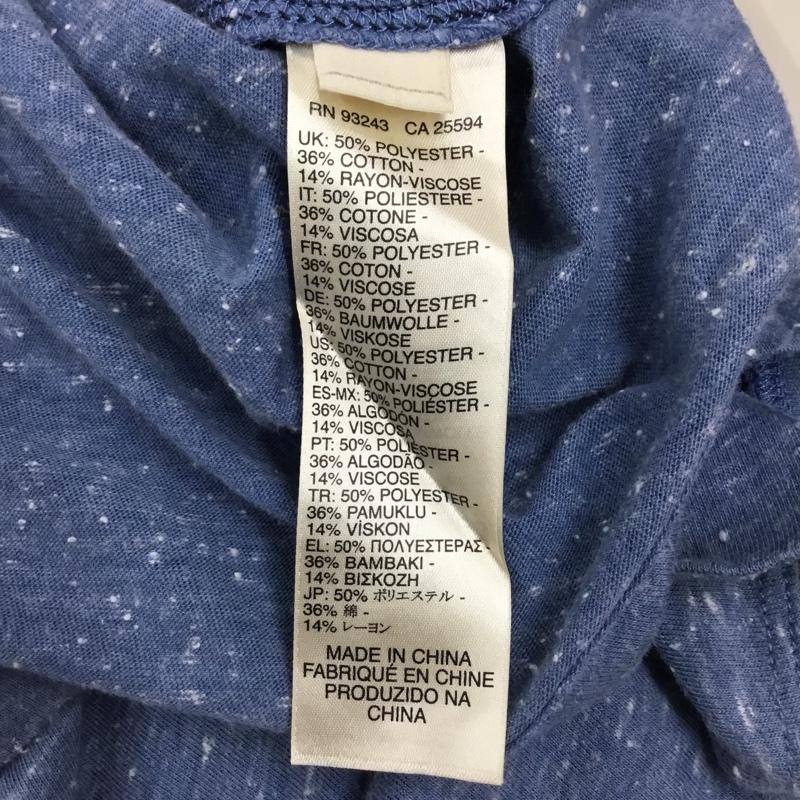 RN 93243 CA 25594
UK: 50% POLYESTER -
36% COTTON -
14% RAYON-VISCOSE
IT: 50% POLIESTERE -
36% COTONE -
14% VISCOSA
FR: 50% POLYESTER -
36% COTON -
14% VISCOSE
DE: 50% POLYESTER -
36% BAUMWOLLE -
14% VISKOSE
US: 50% POLYESTER -
36% COTTON -
14% RAYON-VISCOSE
ES-MX: 50% POLIÉSTER -
36% ALGODÓN -
14% VISCOSA
PT: 50% POLIESTER -
36% ALGODÃO -
14% VISCOSE
TR: 50% POLYESTER -
36% PAMUKLU -
14% VİSKON
EL: 50% ΠΟΛΥΕΣΤΕΡΑΣ -
36% ΒΑΜΒΑΚΙ -
14% ΒΙΣΚΟΖΗ
JP: 50% ポリエステル -
36% 綿 -
14% レーヨン
MADE IN CHINA
FABRIQUÉ EN CHINE
PRODUZIDO NA
CHINA